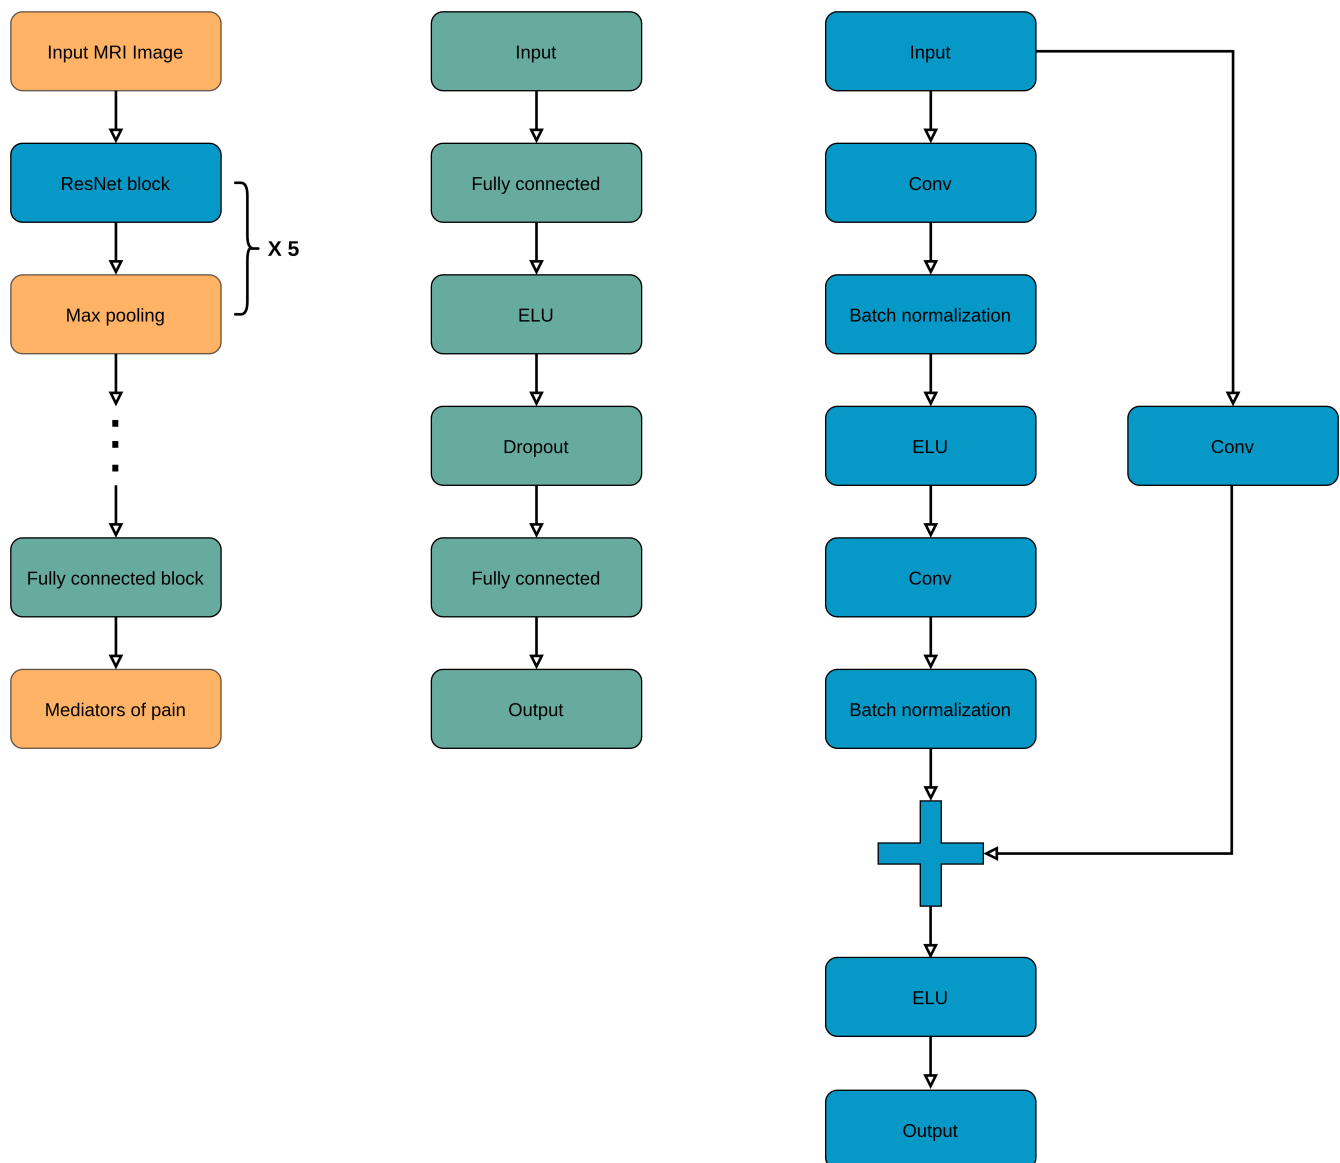 Input MRI Image
ResNet block
X 5
Max pooling
Fully connected block
Mediators of pain
Input
Fully connected
ELU
Dropout
Fully connected
Output
Input
Conv
Batch normalization
ELU
Conv
Conv
Batch normalization
ELU
Output